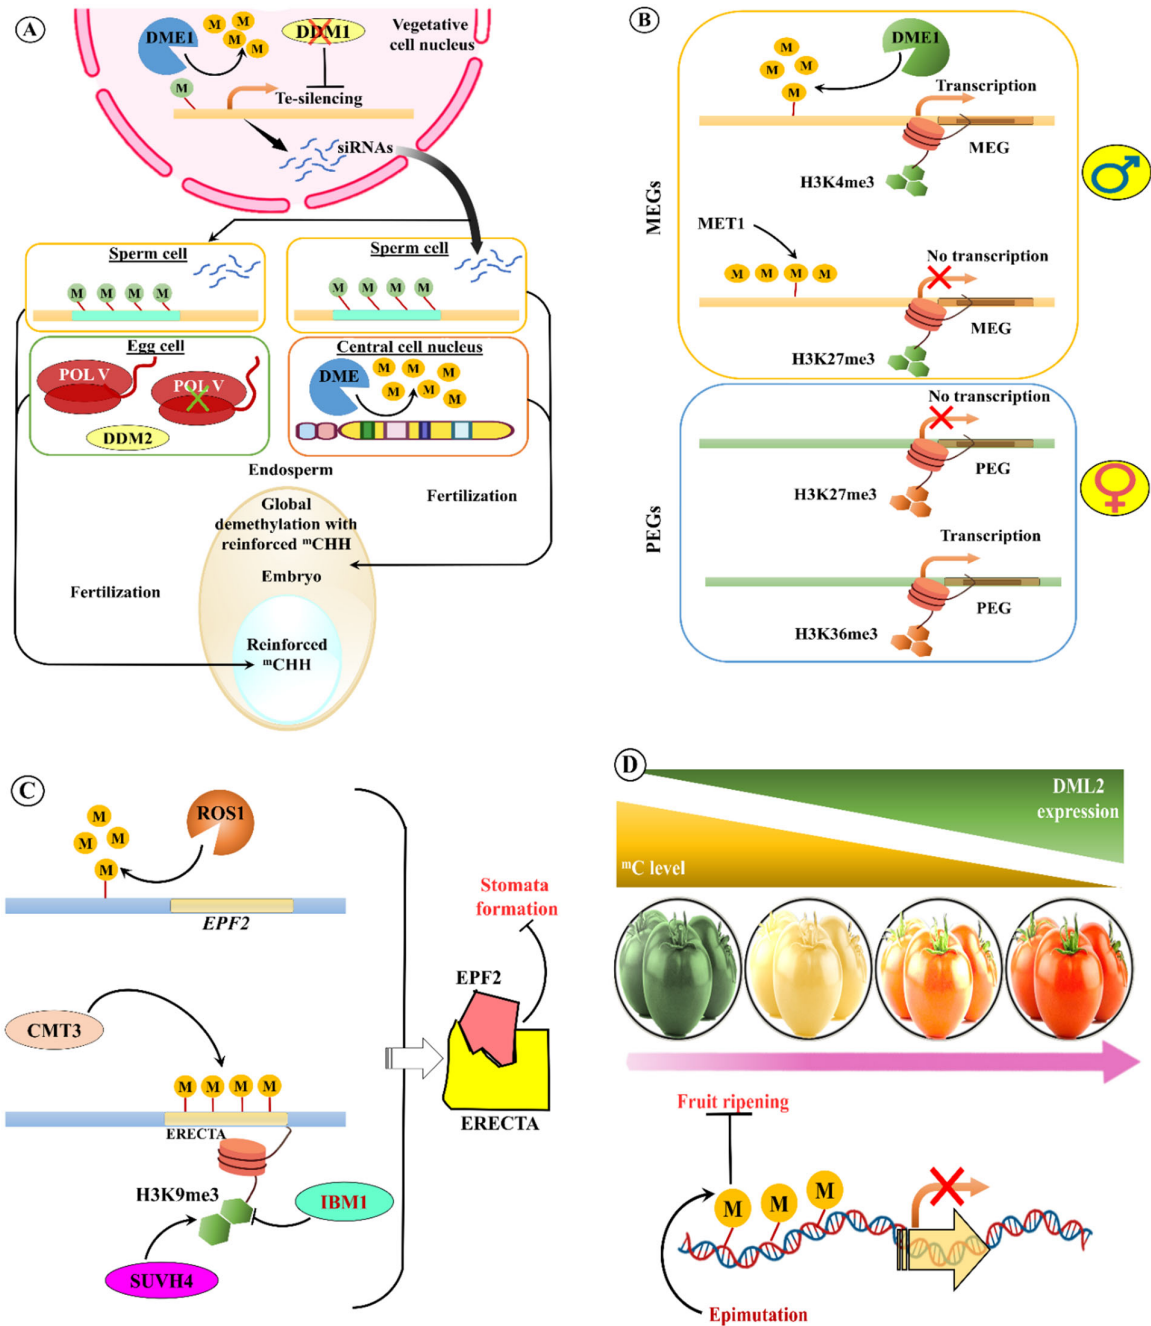 A
DME1
M
M
M
M
M
DDM1
Vegetative
cell nucleus
M
Te-silencing
siRNAs
Sperm cell
M M M M
Sperm cell
M M M M
Egg cell
POL V
POL V
DDM2
Central cell nucleus
DME
M
M
M
M
M
M
Endosperm
Global
demethylation with
reinforced mCHH
Fertilization
Embryo
Fertilization
Reinforced
mCHH
B
MEGs
DME1
M
M
M
M
M
Transcription
MEG
H3K4me3
MET1
M M M M
No transcription
MEG
H3K27me3
PEGs
No transcription
PEG
H3K27me3
Transcription
PEG
H3K36me3
C
ROS1
M
M
M
M
EPF2
CMT3
M M M M
ERECTA
H3K9me3
IBM1
SUVH4
Stomata
formation
EPF2
ERECTA
D
DML2
expression
mC level
Fruit ripening
M M M
Epimutation